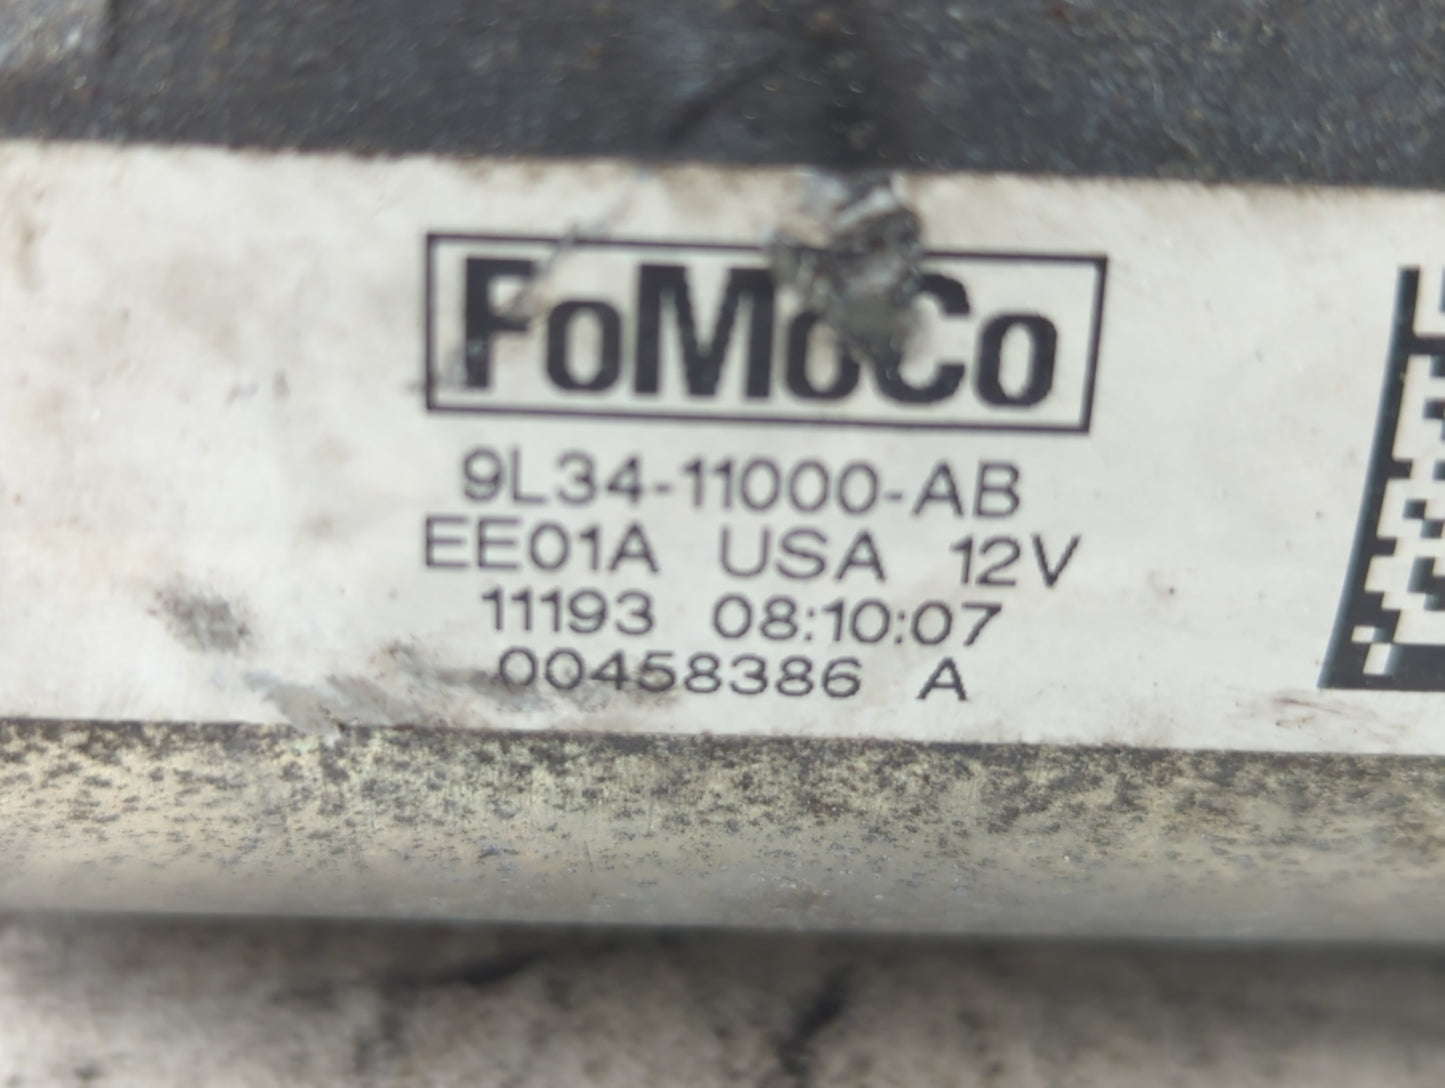 FoMoCo
9L34-11000-AB
EE01A USA 12V
11193 08:10:07
00458386 A